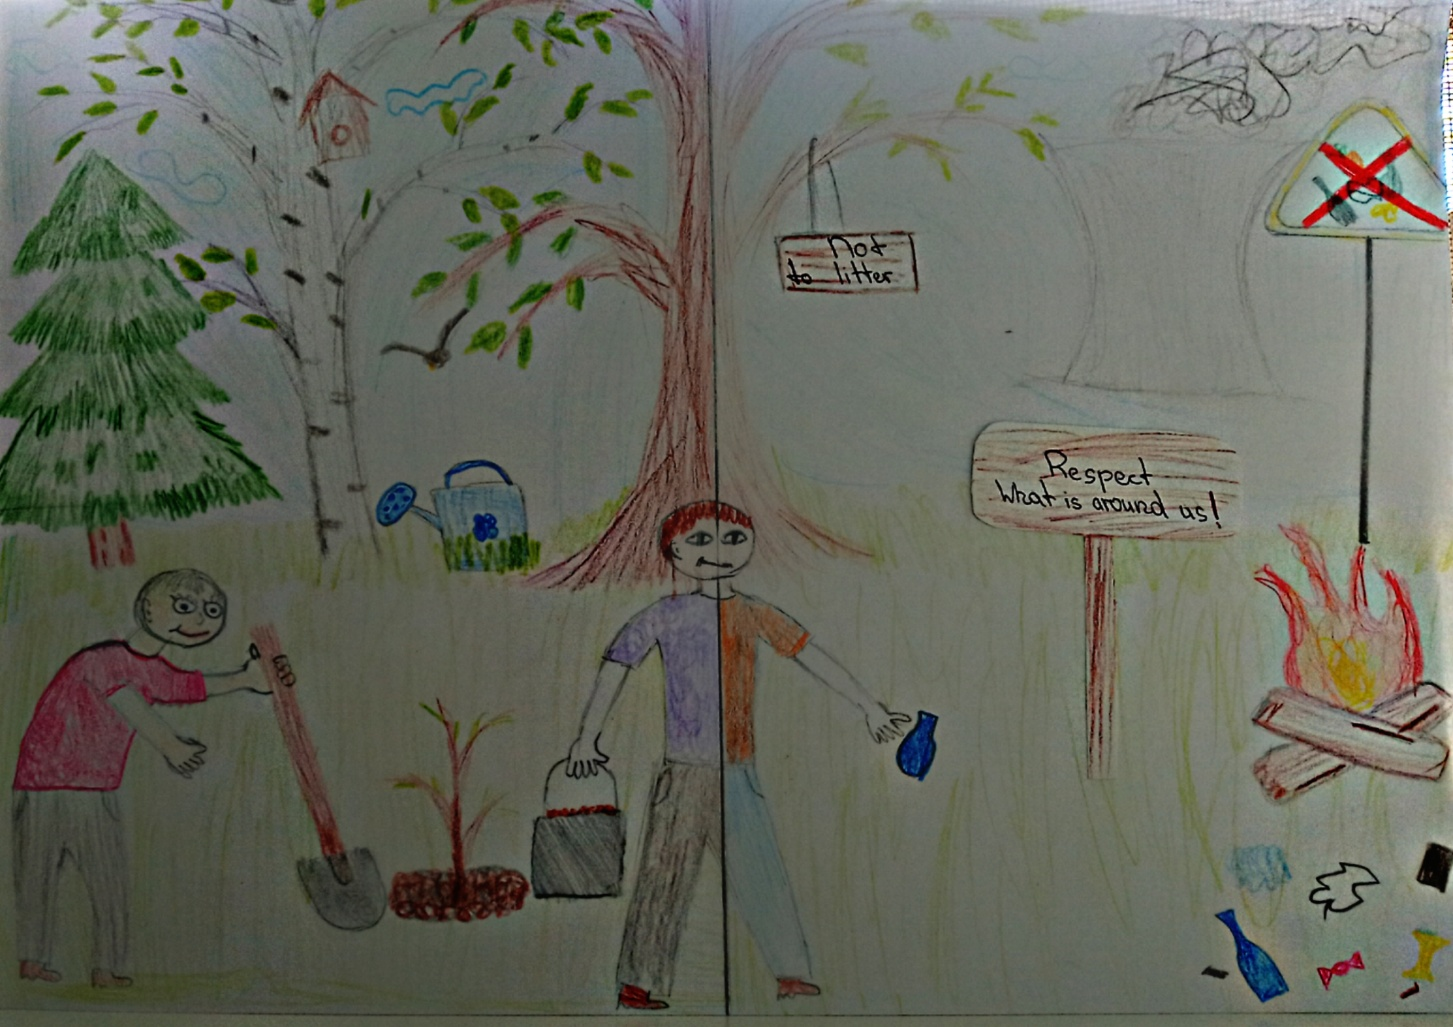 Not
to litter
Respect
What is around us!